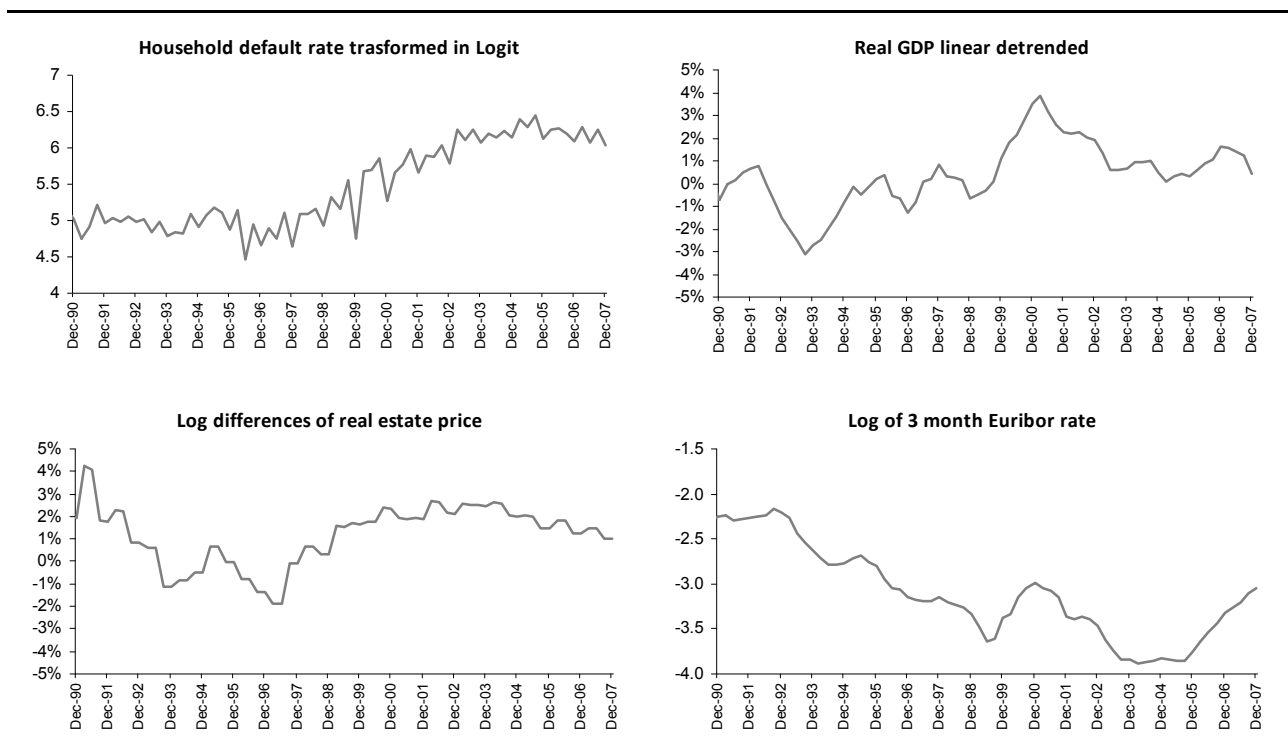 Household default rate trasformed in Logit
7
6.5
6
5.5
5
4.5
4
Dec-90
Dec-91
Dec-92
Dec-93
Dec-94
Dec-95
Dec-96
Dec-97
Dec-98
Dec-99
Dec-00
Dec-01
Dec-02
Dec-03
Dec-04
Dec-05
Dec-06
Dec-07
Real GDP linear detrended
5%
4%
3%
2%
1%
0%
-1%
-2%
-3%
-4%
-5%
Dec-90
Dec-91
Dec-92
Dec-93
Dec-94
Dec-95
Dec-96
Dec-97
Dec-98
Dec-99
Dec-00
Dec-01
Dec-02
Dec-03
Dec-04
Dec-05
Dec-06
Dec-07
Log differences of real estate price
5%
4%
3%
2%
1%
0%
-1%
-2%
-3%
-4%
-5%
Dec-90
Dec-91
Dec-92
Dec-93
Dec-94
Dec-95
Dec-96
Dec-97
Dec-98
Dec-99
Dec-00
Dec-01
Dec-02
Dec-03
Dec-04
Dec-05
Dec-06
Dec-07
Log of 3 month Euribor rate
-1.5
-2.0
-2.5
-3.0
-3.5
-4.0
Dec-90
Dec-91
Dec-92
Dec-93
Dec-94
Dec-95
Dec-96
Dec-97
Dec-98
Dec-99
Dec-00
Dec-01
Dec-02
Dec-03
Dec-04
Dec-05
Dec-06
Dec-07